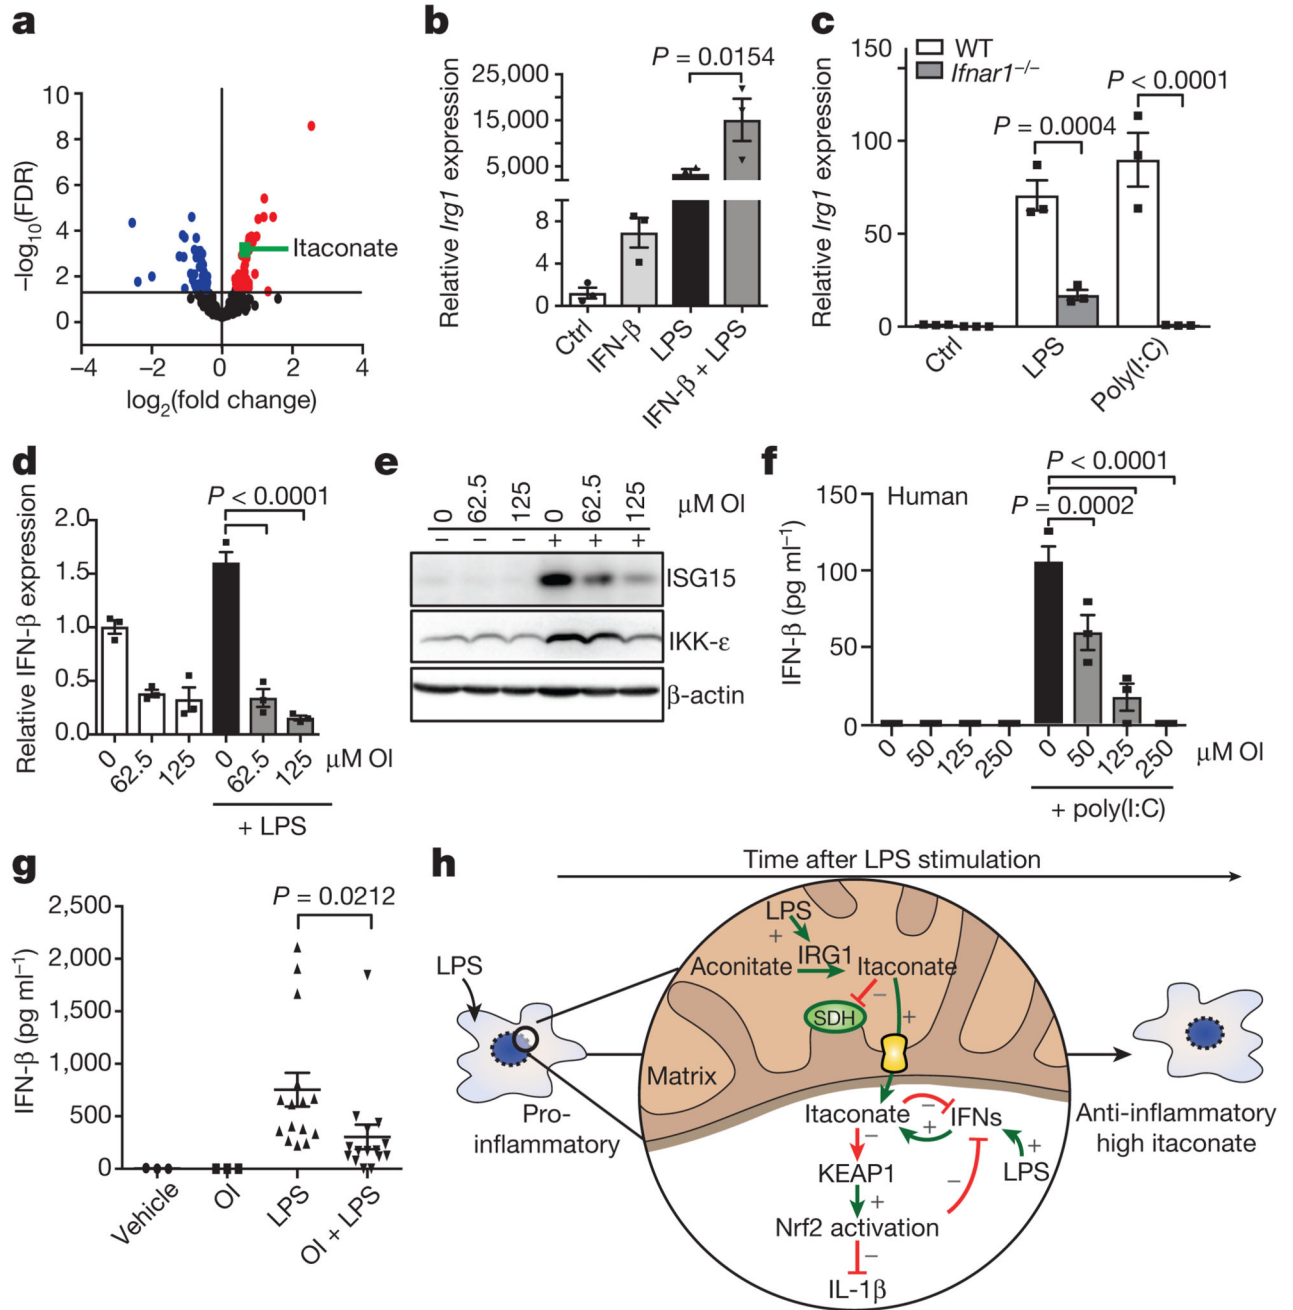 a
−log10(FDR)
10
8
6
4
2
0
Itaconate
−4
−2
0
2
4
log2(fold change)
b
Relative Irg1 expression
P = 0.0154
25,000
15,000
5,000
8
4
0
Ctrl
IFN-β
LPS
IFN-β + LPS
c
Relative Irg1 expression
WT
Ifnar1−/−
P < 0.0001
P = 0.0004
150
100
50
0
Ctrl
LPS
Poly(I:C)
d
Relative IFN-β expression
P < 0.0001
2.0
1.5
1.0
0.5
0.0
0
62.5
125
0
62.5
125
μM OI
+ LPS
e
0
62.5
125
0
62.5
125
μM OI
− − − + + +
ISG15
IKK-ε
β-actin
f
IFN-β (pg ml−1)
Human
P < 0.0001
P = 0.0002
150
100
50
0
0
50
125
250
0
50
125
250
μM OI
+ poly(I:C)
g
IFN-β (pg ml−1)
P = 0.0212
2,500
2,000
1,500
1,000
500
0
Vehicle
OI
LPS
OI + LPS
h
Time after LPS stimulation
LPS
+
IRG1
Aconitate
Itaconate
LPS
−
SDH
+
Matrix
Pro-
inflammatory
Itaconate
−
IFNs
+
−
+
KEAP1
LPS
+
−
Nrf2 activation
−
IL-1β
Anti-inflammatory
high itaconate